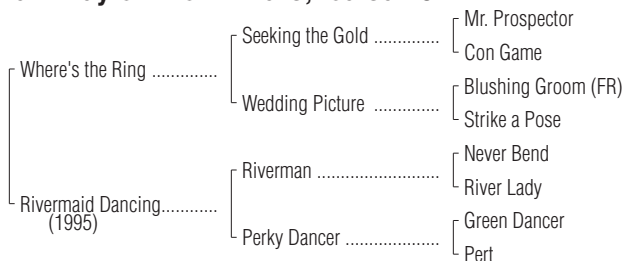 Mr. Prospector
Seeking the Gold ..............
Con Game
Where's the Ring ..............
Blushing Groom (FR)
Wedding Picture ..............
Strike a Pose
Never Bend
Riverman ..........................
River Lady
Rivermaid Dancing............
(1995)
Green Dancer
Perky Dancer ....................
Pert